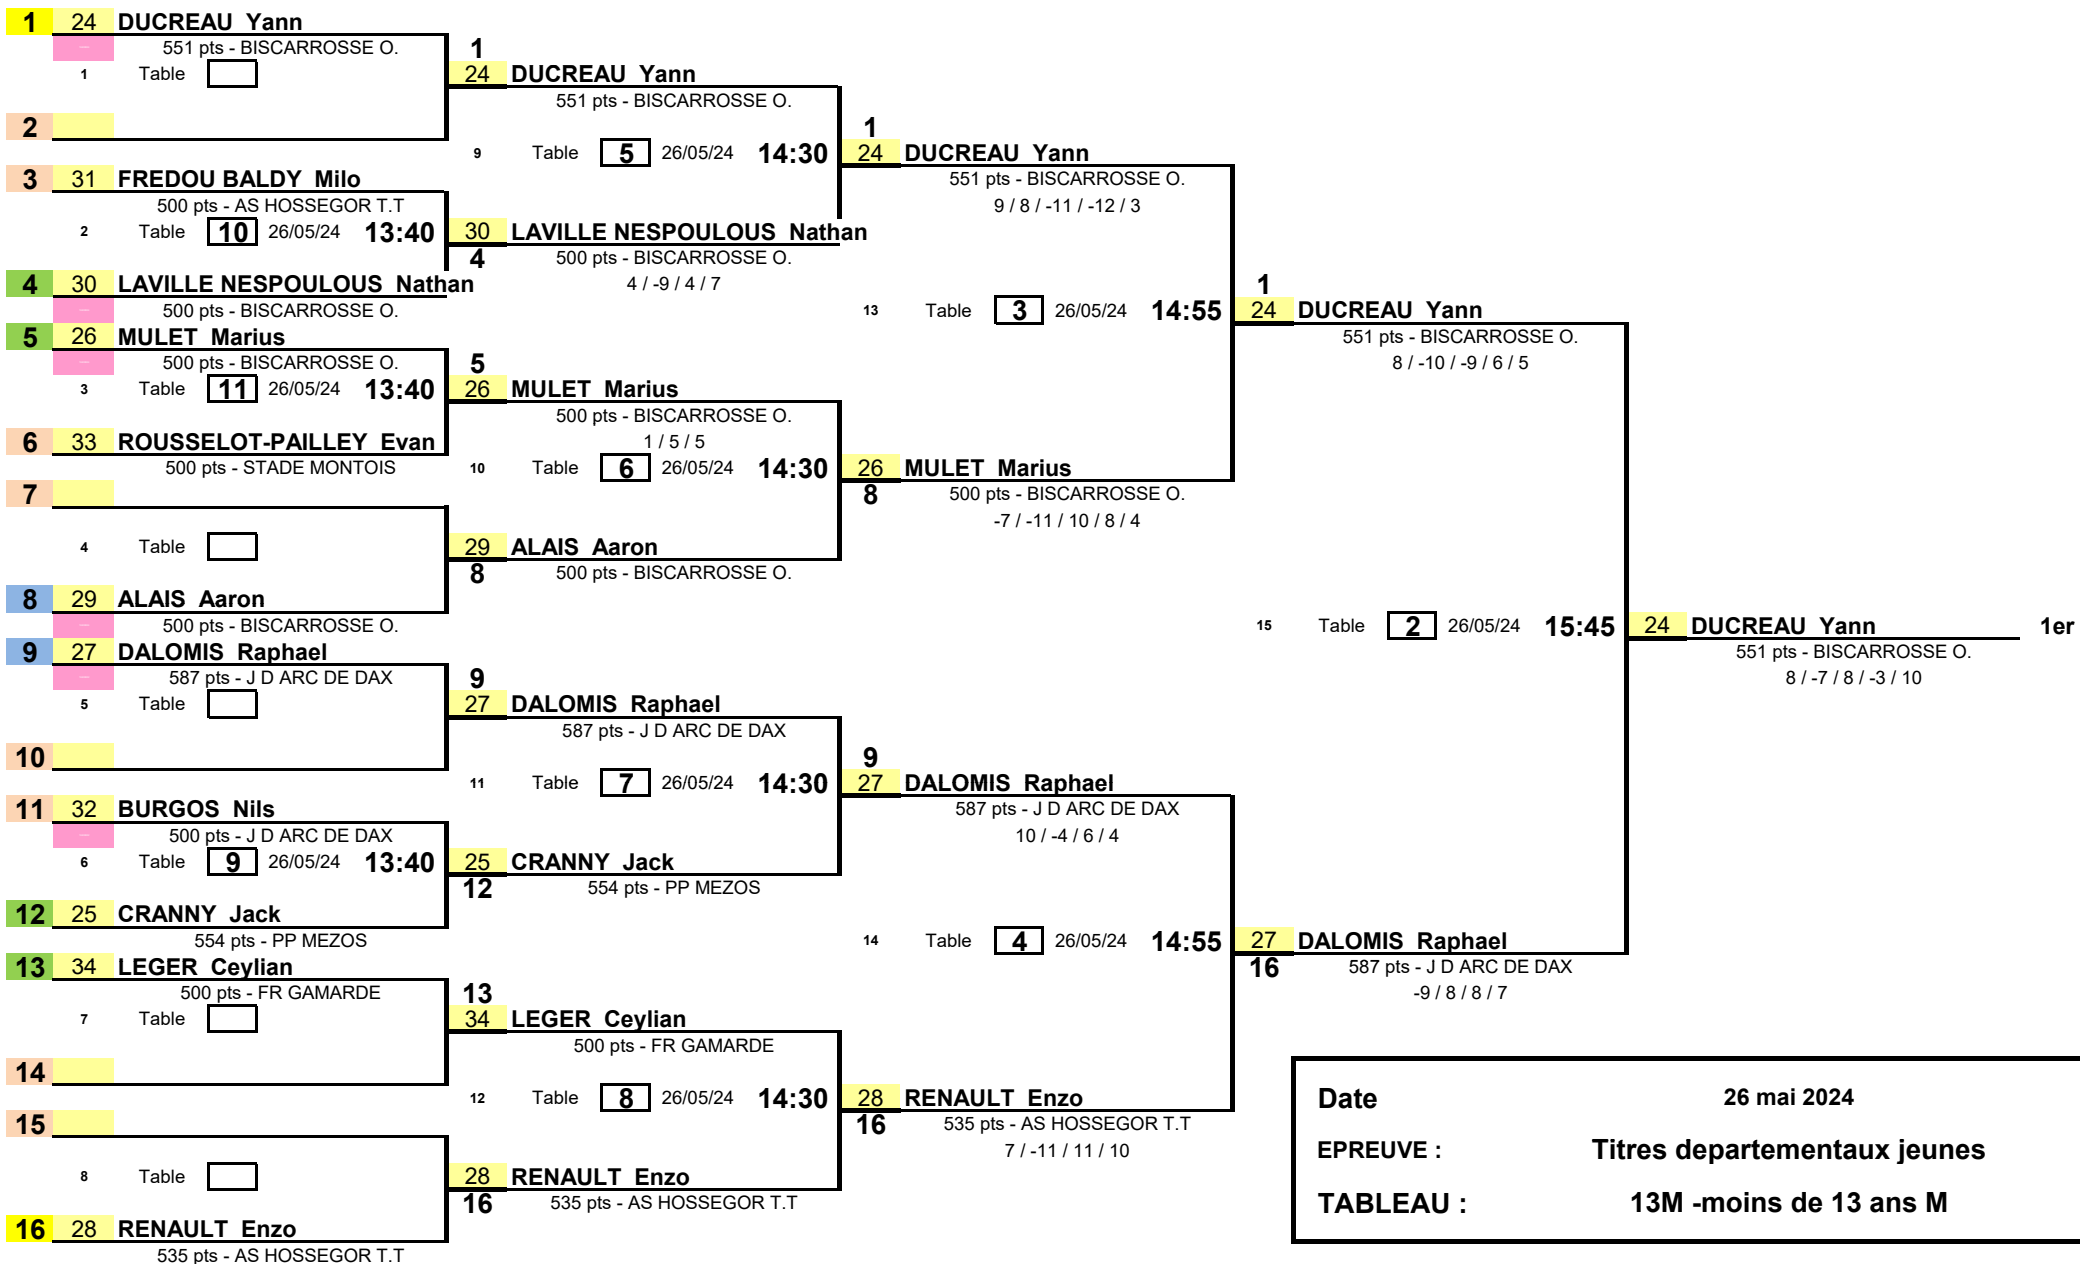 1 24 DUCREAU Yann
551 pts - BISCARROSSE O.
1 Table
2
3 31 FREDOU BALDY Milo
500 pts - AS HOSSEGOR T.T
2 Table 10 26/05/24 13:40
4 30 LAVILLE NESPOULOUS Nathan
500 pts - BISCARROSSE O.
5 26 MULET Marius
500 pts - BISCARROSSE O.
3 Table 11 26/05/24 13:40
6 33 ROUSSELOT-PAILLEY Evan
500 pts - STADE MONTOIS
7
4 Table
8 29 ALAIS Aaron
500 pts - BISCARROSSE O.
9 27 DALOMIS Raphael
587 pts - J D ARC DE DAX
5 Table
10
11 32 BURGOS Nils
500 pts - J D ARC DE DAX
6 Table 9 26/05/24 13:40
12 25 CRANNY Jack
554 pts - PP MEZOS
13 34 LEGER Ceylian
500 pts - FR GAMARDE
7 Table
14
15
8 Table
16 28 RENAULT Enzo
535 pts - AS HOSSEGOR T.T
1
24 DUCREAU Yann
551 pts - BISCARROSSE O.
9 Table 5 26/05/24 14:30
30 LAVILLE NESPOULOUS Nathan
4 500 pts - BISCARROSSE O.
4 / -9 / 4 / 7
5
26 MULET Marius
500 pts - BISCARROSSE O.
1 / 5 / 5
10 Table 6 26/05/24 14:30
29 ALAIS Aaron
8 500 pts - BISCARROSSE O.
9
27 DALOMIS Raphael
587 pts - J D ARC DE DAX
11 Table 7 26/05/24 14:30
25 CRANNY Jack
12 554 pts - PP MEZOS
13
34 LEGER Ceylian
500 pts - FR GAMARDE
12 Table 8 26/05/24 14:30
28 RENAULT Enzo
16 535 pts - AS HOSSEGOR T.T
1
24 DUCREAU Yann
551 pts - BISCARROSSE O.
9 / 8 / -11 / -12 / 3
13 Table 3 26/05/24 14:55
26 MULET Marius
8 500 pts - BISCARROSSE O.
-7 / -11 / 10 / 8 / 4
9
27 DALOMIS Raphael
587 pts - J D ARC DE DAX
10 / -4 / 6 / 4
14 Table 4 26/05/24 14:55
28 RENAULT Enzo
16 535 pts - AS HOSSEGOR T.T
7 / -11 / 11 / 10
1
24 DUCREAU Yann
551 pts - BISCARROSSE O.
8 / -10 / -9 / 6 / 5
15 Table 2 26/05/24 15:45
27 DALOMIS Raphael
16 587 pts - J D ARC DE DAX
-9 / 8 / 8 / 7
24 DUCREAU Yann 1er
551 pts - BISCARROSSE O.
8 / -7 / 8 / -3 / 10
Date 26 mai 2024
EPREUVE : Titres departementaux jeunes
TABLEAU : 13M -moins de 13 ans M